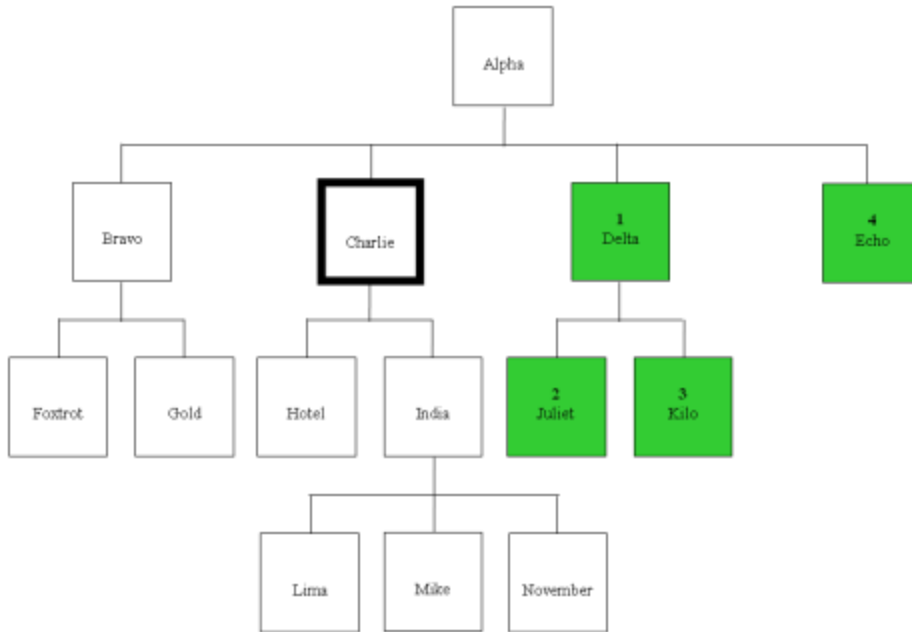 Alpha
Bravo
Charlie
1
Delta
4
Echo
Foxtrot
Gold
Hotel
India
2
Juliet
3
Kilo
Lima
Mike
November